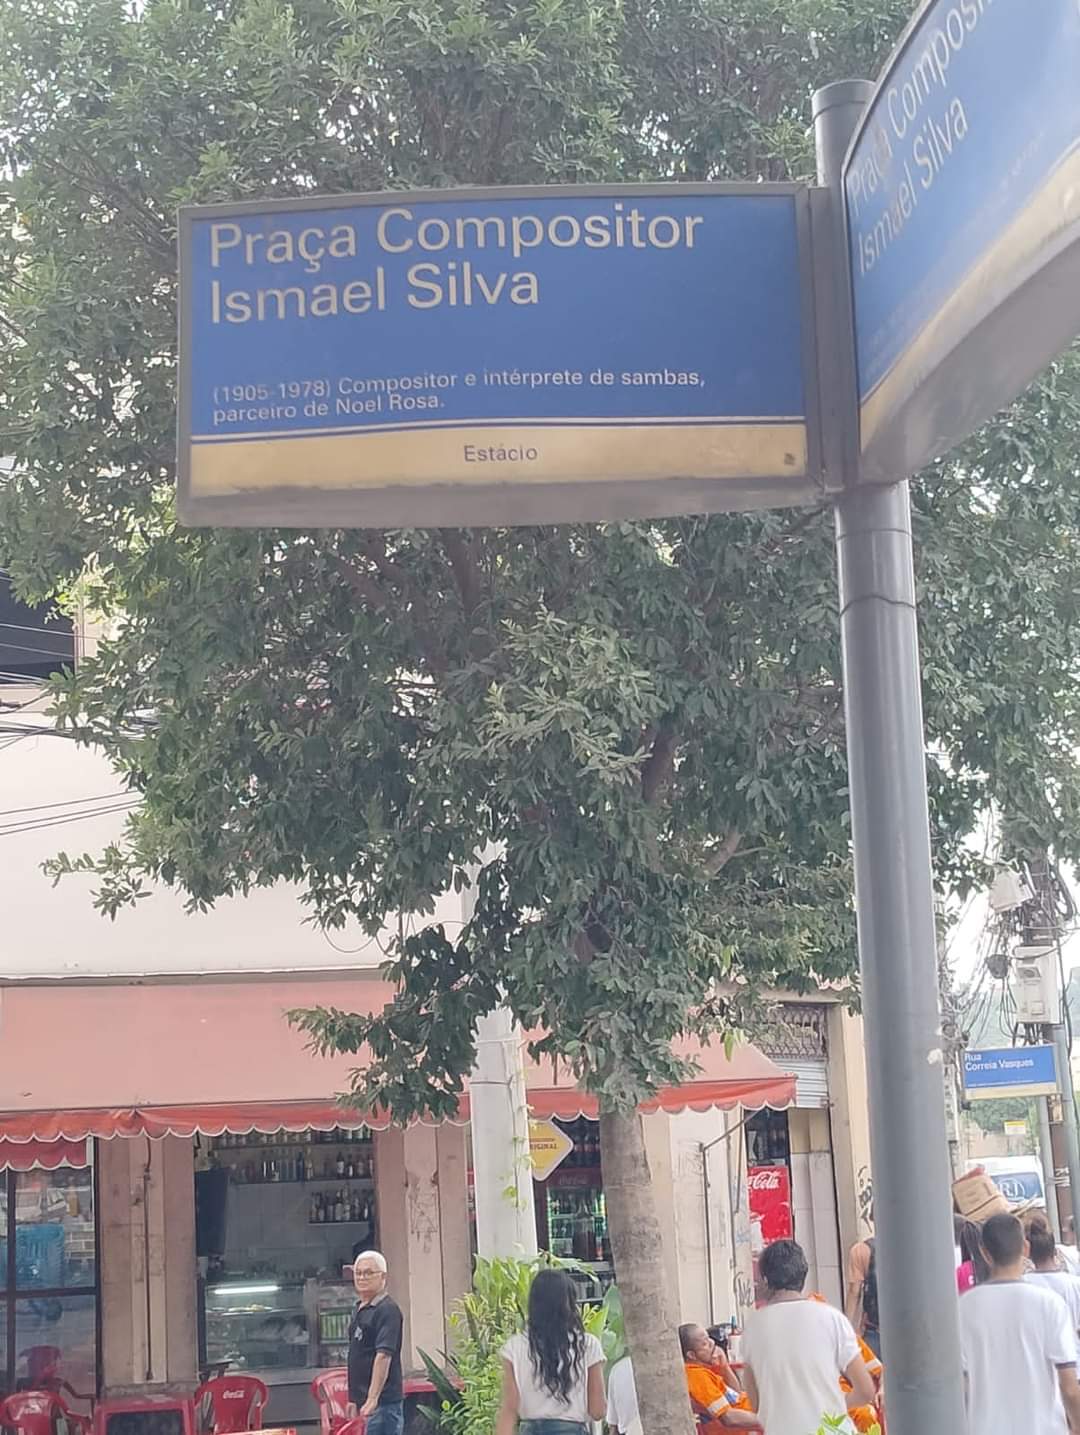 Praça Compositor
Ismael Silva
(1905-1978) Compositor e intérprete de sambas,
parceiro de Noel Rosa.
Estácio
Praça Composi
Ismael Silva
Rua
Correia Vasques
Coca-Cola